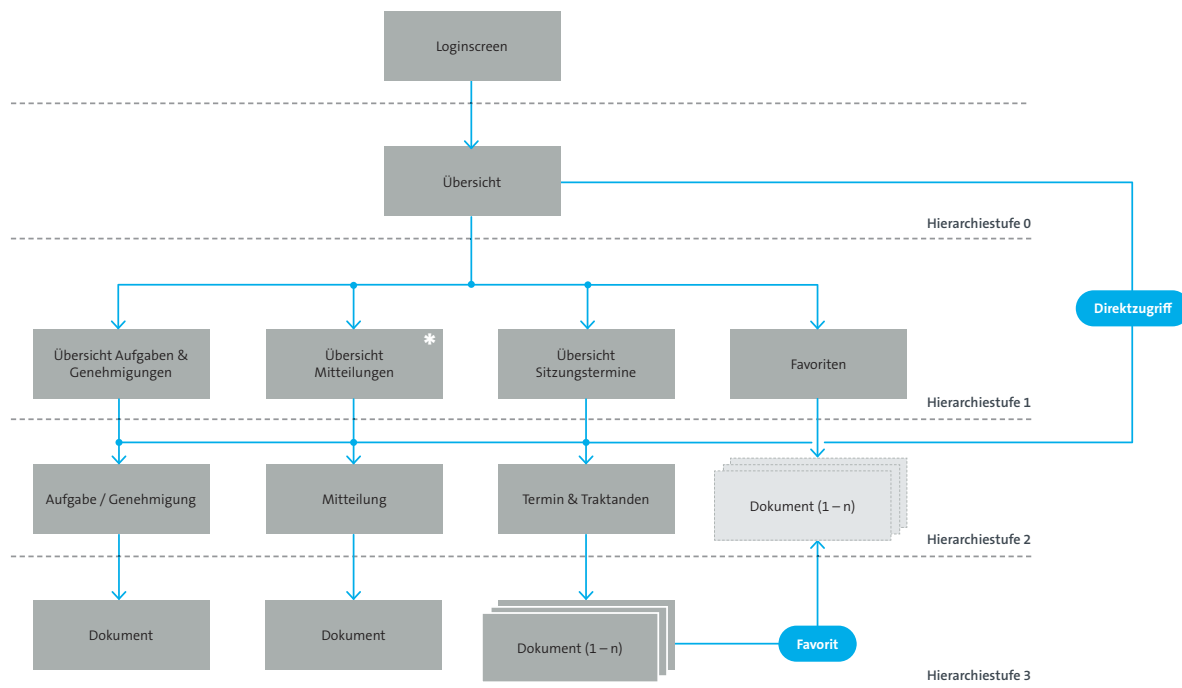 Loginscreen
Übersicht
Hierarchiestufe 0
Direktzugriff
Übersicht Aufgaben &
Genehmigungen
Übersicht
Mitteilungen
*
Übersicht
Sitzungstermine
Favoriten
Hierarchiestufe 1
Aufgabe / Genehmigung
Mitteilung
Termin & Traktanden
Dokument (1 – n)
Hierarchiestufe 2
Dokument
Dokument
Dokument (1 – n)
Favorit
Hierarchiestufe 3